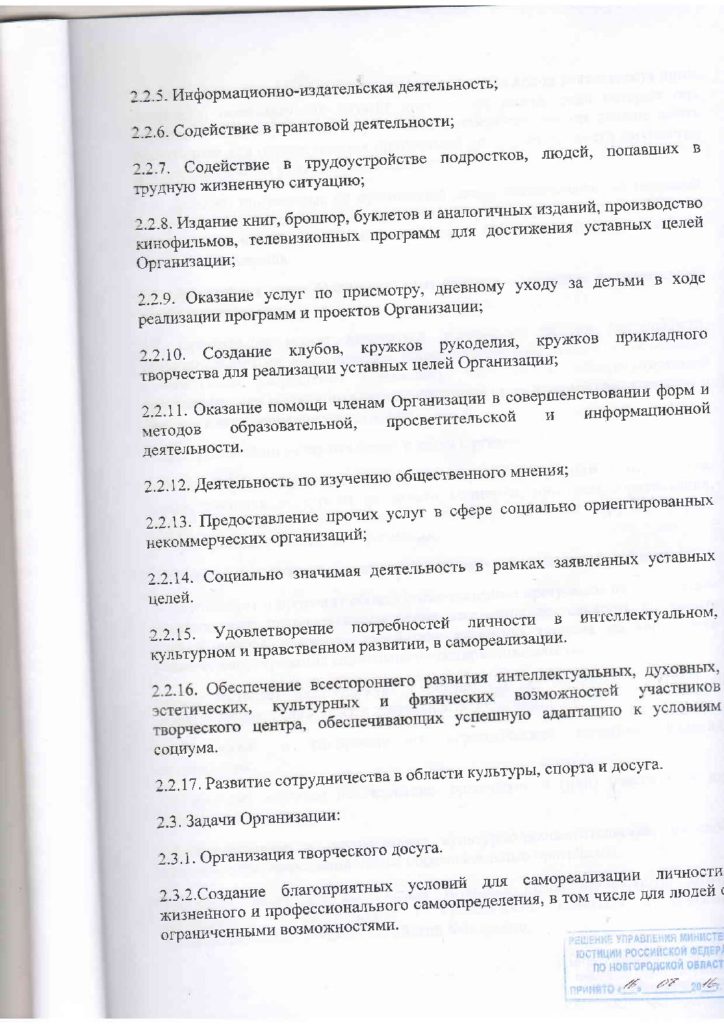 2.2.5. Информационно-издательская деятельность;
2.2.6. Содействие в грантовой деятельности;
2.2.7. Содействие в трудоустройстве подростков, людей, попавших в
трудную жизненную ситуацию;
2.2.8. Издание книг, брошюр, буклетов и аналогичных изданий, производство
кинофильмов, телевизионных программ для достижения уставных целей
Организации;
2.2.9. Оказание услуг по присмотру, дневному уходу за детьми в ходе
реализации программ и проектов Организации;
2.2.10. Создание клубов, кружков рукоделия, кружков прикладного
творчества для реализации уставных целей Организации;
2.2.11. Оказание помощи членам Организации в совершенствовании форм и
методов образовательной, просветительской и информационной
деятельности.
2.2.12. Деятельность по изучению общественного мнения;
2.2.13. Предоставление прочих услуг в сфере социально ориентированных
некоммерческих организаций;
2.2.14. Социально значимая деятельность в рамках заявленных уставных
целей.
2.2.15. Удовлетворение потребностей личности в интеллектуальном,
культурном и нравственном развитии, в самореализации.
2.2.16. Обеспечение всестороннего развития интеллектуальных, духовных,
эстетических, культурных и физических возможностей участников
творческого центра, обеспечивающих успешную адаптацию к условиям
социума.
2.2.17. Развитие сотрудничества в области культуры, спорта и досуга.
2.3. Задачи Организации:
2.3.1. Организация творческого досуга.
2.3.2.Создание благоприятных условий для самореализации личности
жизненного и профессионального самоопределения, в том числе для людей с
ограниченными возможностями.
РЕШЕНИЕ УПРАВЛЕНИЯ МИНИСТЕ
ЮСТИЦИИ РОССИЙСКОЙ ФЕДЕРА
ПО НОВГОРОДСКОЙ ОБЛАСТ
ПРИНЯТО «16» 07 2016г.